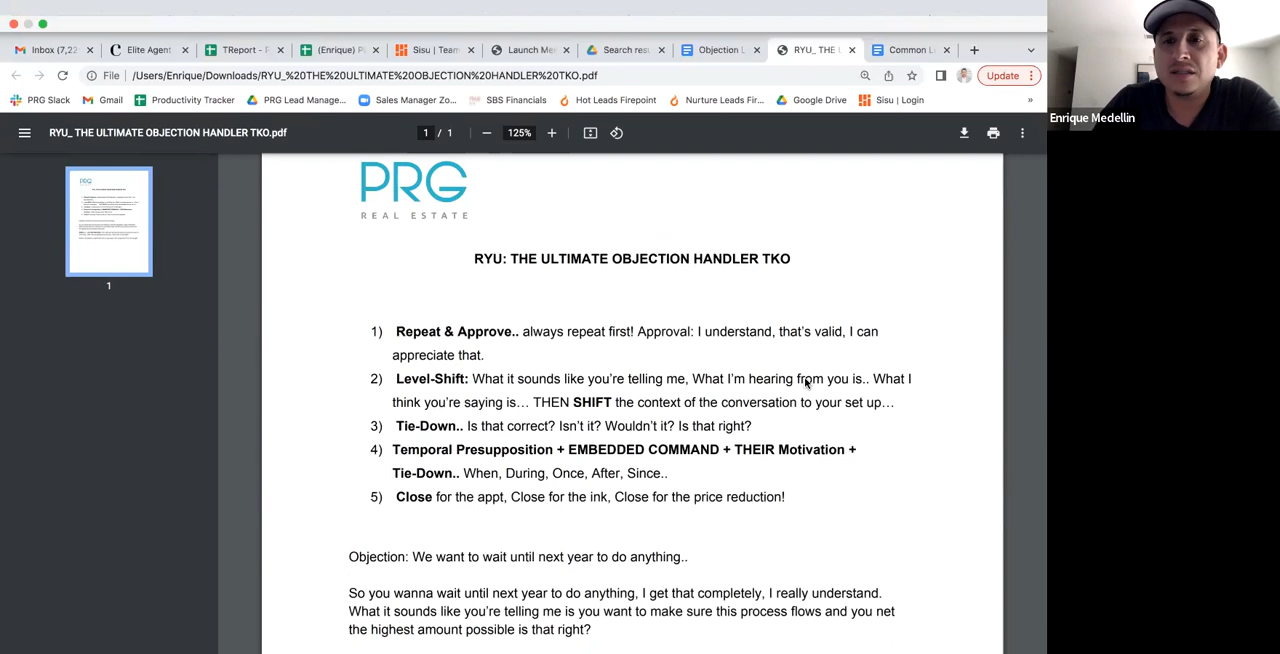 Inbox (7,22
Elite Agent
TReport - F
(Enrique) P
Sisu | Team
Launch Me
Search res
Objection L
RYU_ THE U
Common L
File
/Users/Enrique/Downloads/RYU_%20THE%20ULTIMATE%20OBJECTION%20HANDLER%20TKO.pdf
Update
PRG Slack
Gmail
Productivity Tracker
PRG Lead Manage...
Sales Manager Zo...
SBS Financials
Hot Leads Firepoint
Nurture Leads Fir...
Google Drive
Sisu | Login
»
RYU_ THE ULTIMATE OBJECTION HANDLER TKO.pdf
1 / 1
125%
Enrique Medellin
1
PRG
REAL ESTATE
RYU: THE ULTIMATE OBJECTION HANDLER TKO
1) Repeat & Approve.. always repeat first! Approval: I understand, that's valid, I can
appreciate that.
2) Level-Shift: What it sounds like you're telling me, What I'm hearing from you is.. What I
think you're saying is… THEN SHIFT the context of the conversation to your set up…
3) Tie-Down.. Is that correct? Isn't it? Wouldn't it? Is that right?
4) Temporal Presupposition + EMBEDDED COMMAND + THEIR Motivation +
Tie-Down.. When, During, Once, After, Since..
5) Close for the appt, Close for the ink, Close for the price reduction!
Objection: We want to wait until next year to do anything..
So you wanna wait until next year to do anything, I get that completely, I really understand.
What it sounds like you're telling me is you want to make sure this process flows and you net
the highest amount possible is that right?